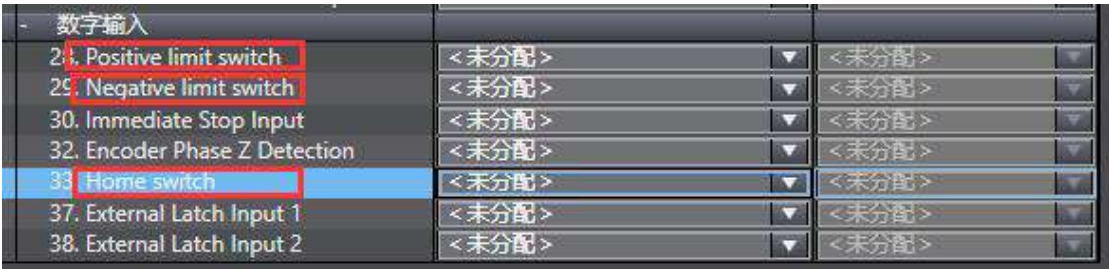 - 数字输入
28. Positive limit switch <未分配> <未分配>
29. Negative limit switch <未分配> <未分配>
30. Immediate Stop Input <未分配> <未分配>
32. Encoder Phase Z Detection <未分配> <未分配>
33. Home switch <未分配> <未分配>
37. External Latch Input 1 <未分配> <未分配>
38. External Latch Input 2 <未分配> <未分配>